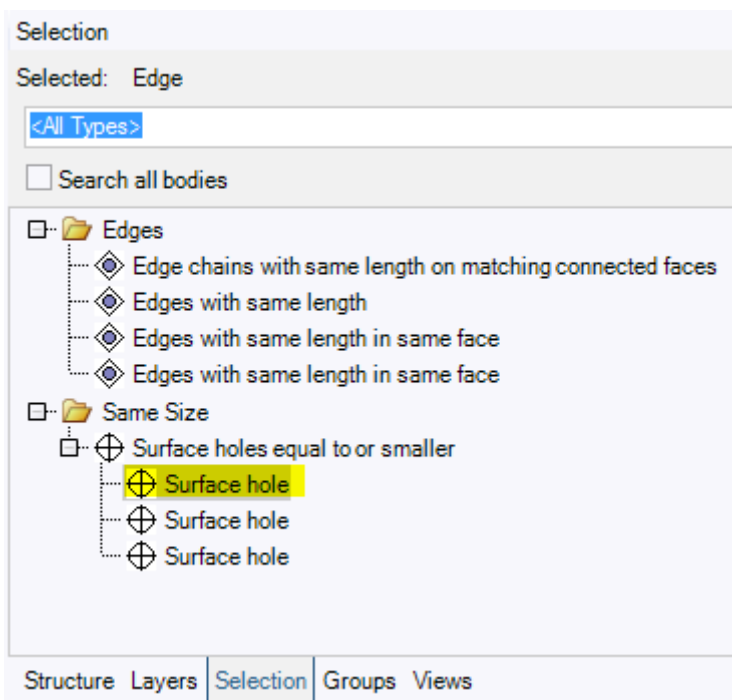 Selection
Selected: Edge
<All Types>
Search all bodies
Edges
Edge chains with same length on matching connected faces
Edges with same length
Edges with same length in same face
Edges with same length in same face
Same Size
Surface holes equal to or smaller
Surface hole
Surface hole
Surface hole
Structure Layers Selection Groups Views